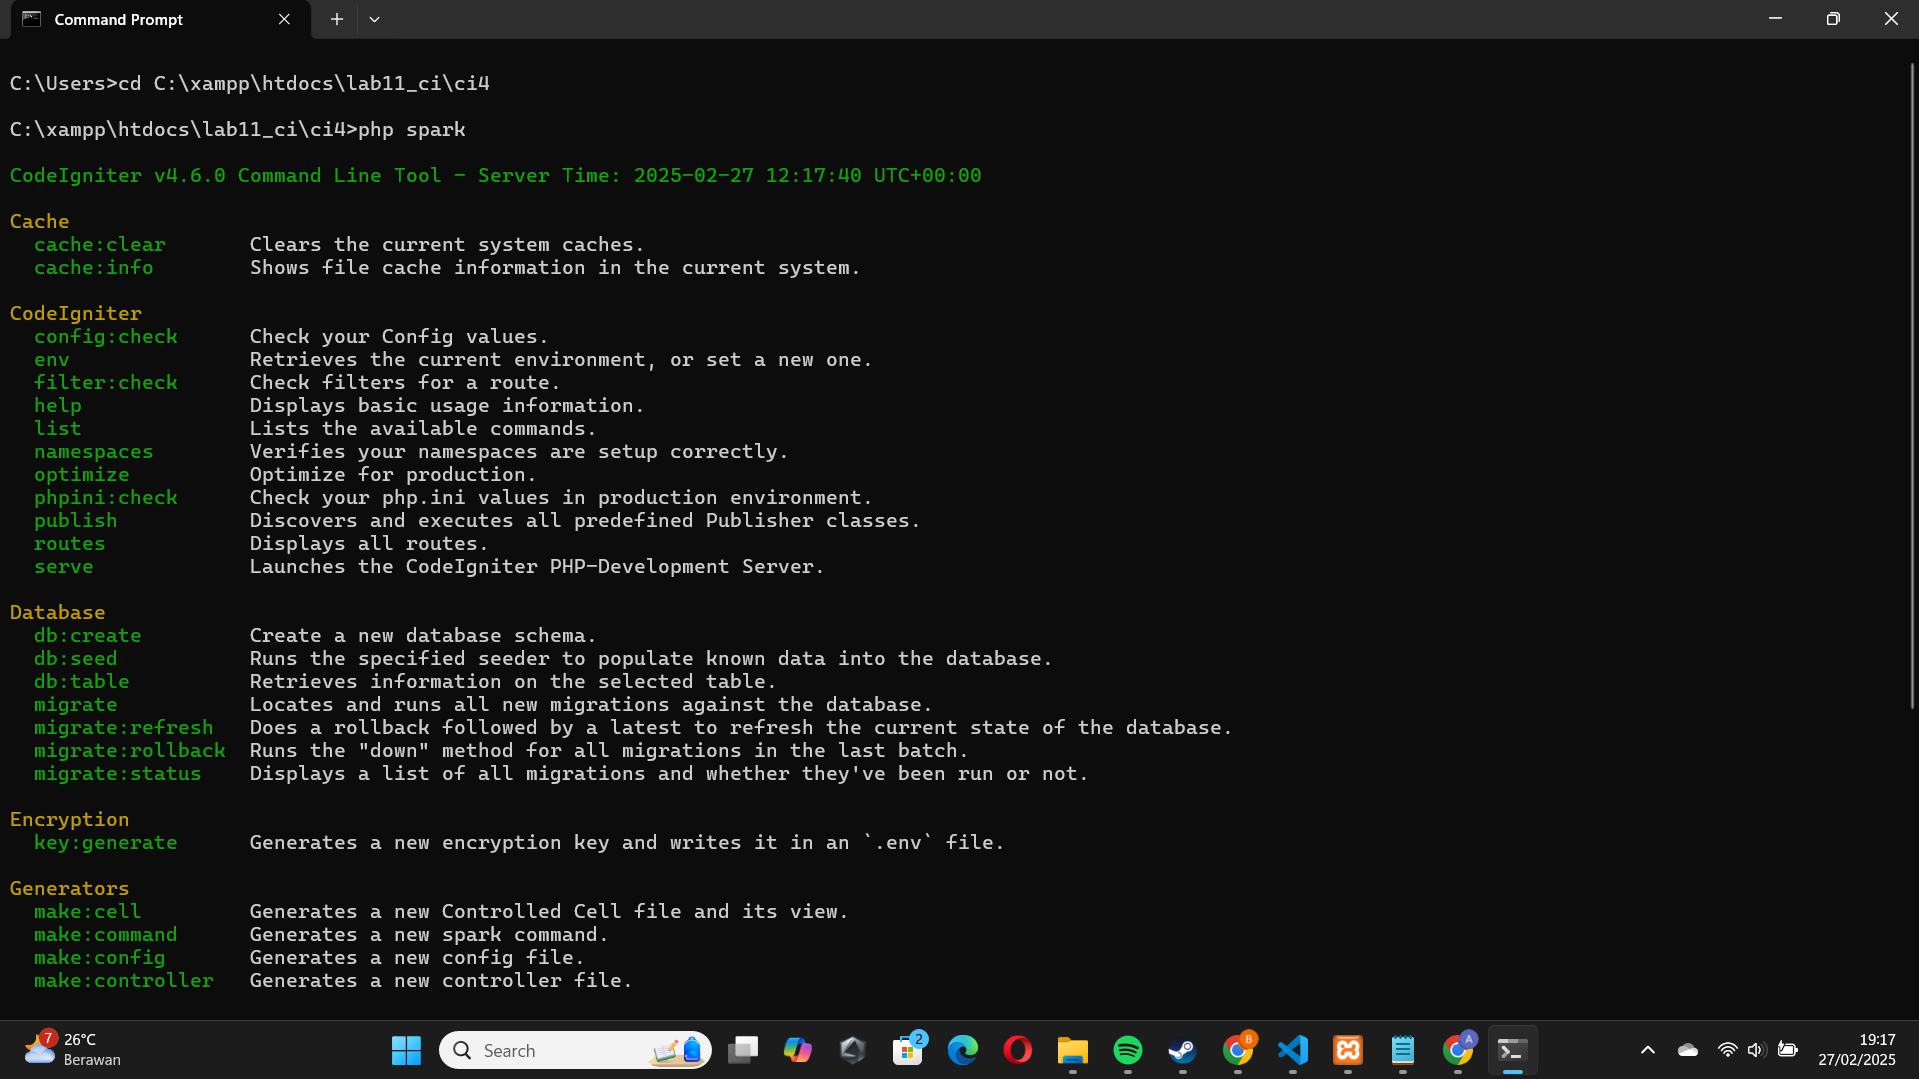 Command Prompt
C:\Users>cd C:\xampp\htdocs\lab11_ci\ci4
C:\xampp\htdocs\lab11_ci\ci4>php spark
CodeIgniter v4.6.0 Command Line Tool - Server Time: 2025-02-27 12:17:40 UTC+00:00
Cache
cache:clear Clears the current system caches.
cache:info Shows file cache information in the current system.
CodeIgniter
config:check Check your Config values.
env Retrieves the current environment, or set a new one.
filter:check Check filters for a route.
help Displays basic usage information.
list Lists the available commands.
namespaces Verifies your namespaces are setup correctly.
optimize Optimize for production.
phpini:check Check your php.ini values in production environment.
publish Discovers and executes all predefined Publisher classes.
routes Displays all routes.
serve Launches the CodeIgniter PHP-Development Server.
Database
db:create Create a new database schema.
db:seed Runs the specified seeder to populate known data into the database.
db:table Retrieves information on the selected table.
migrate Locates and runs all new migrations against the database.
migrate:refresh Does a rollback followed by a latest to refresh the current state of the database.
migrate:rollback Runs the "down" method for all migrations in the last batch.
migrate:status Displays a list of all migrations and whether they've been run or not.
Encryption
key:generate Generates a new encryption key and writes it in an `.env` file.
Generators
make:cell Generates a new Controlled Cell file and its view.
make:command Generates a new spark command.
make:config Generates a new config file.
make:controller Generates a new controller file.
7 26°C
Berawan
Search
2
B
A
19:17
27/02/2025